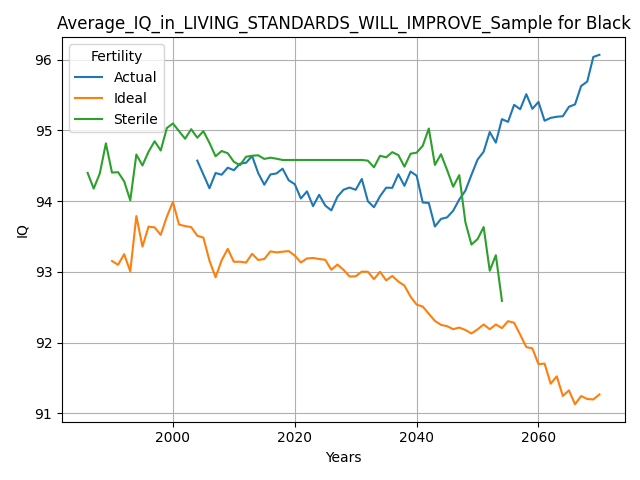 Average_IQ_in_LIVING_STANDARDS_WILL_IMPROVE_Sample for Black
Fertility
Actual
Ideal
Sterile
96
95
94
93
92
91
IQ
2000 2020 2040 2060
Years